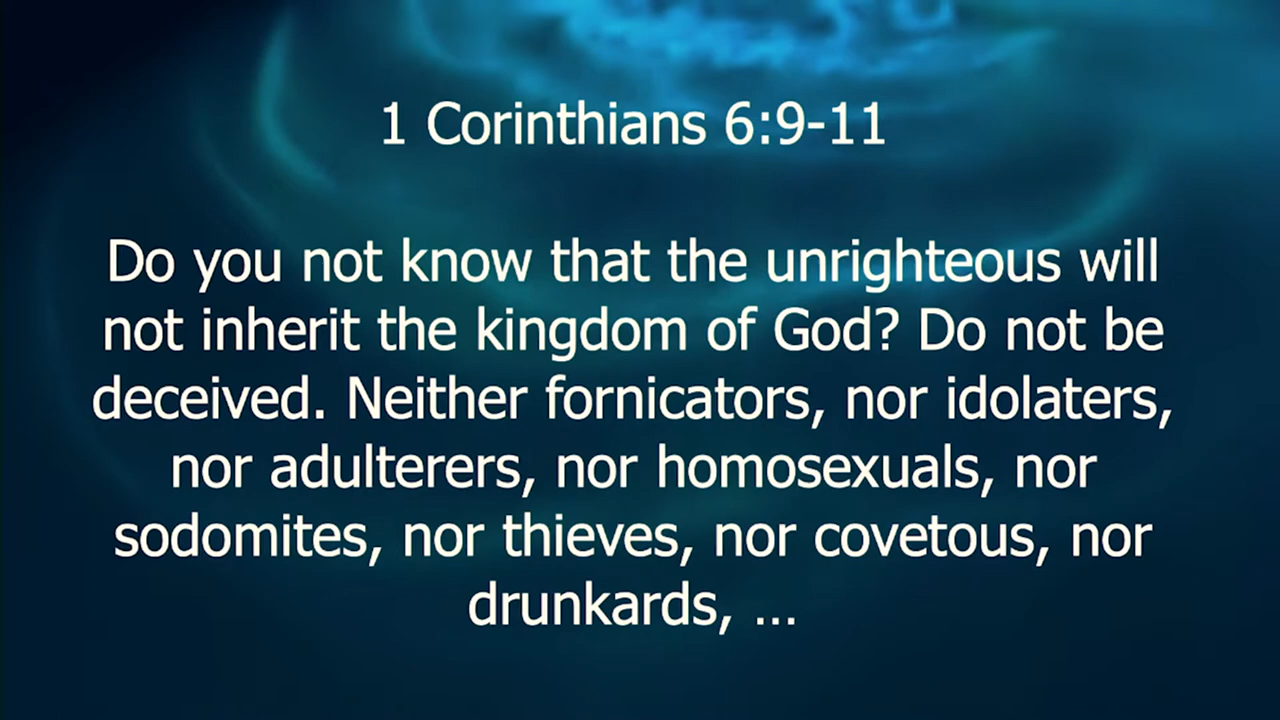 1 Corinthians 6:9-11
Do you not know that the unrighteous will
not inherit the kingdom of God? Do not be
deceived. Neither fornicators, nor idolaters,
nor adulterers, nor homosexuals, nor
sodomites, nor thieves, nor covetous, nor
drunkards, ...